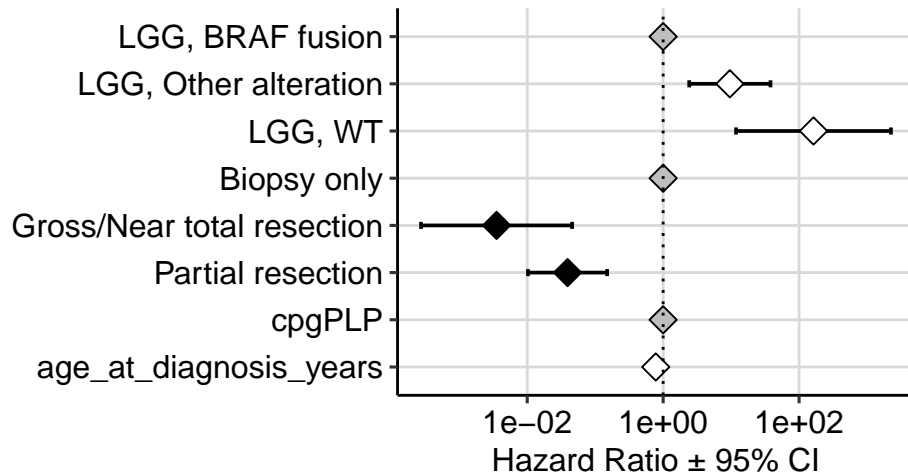 LGG, BRAF fusion
LGG, Other alteration
LGG, WT
Biopsy only
Gross/Near total resection
Partial resection
cpgPLP
age_at_diagnosis_years
1e−02 1e+00 1e+02
Hazard Ratio ± 95% CI